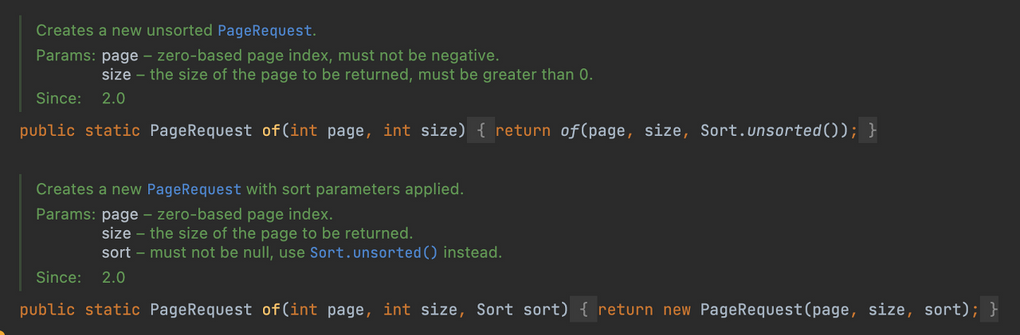 Creates a new unsorted PageRequest.
Params: page – zero-based page index, must not be negative.
size – the size of the page to be returned, must be greater than 0.
Since: 2.0
public static PageRequest of(int page, int size) { return of(page, size, Sort.unsorted()); }
Creates a new PageRequest with sort parameters applied.
Params: page – zero-based page index.
size – the size of the page to be returned.
sort – must not be null, use Sort.unsorted() instead.
Since: 2.0
public static PageRequest of(int page, int size, Sort sort) { return new PageRequest(page, size, sort); }